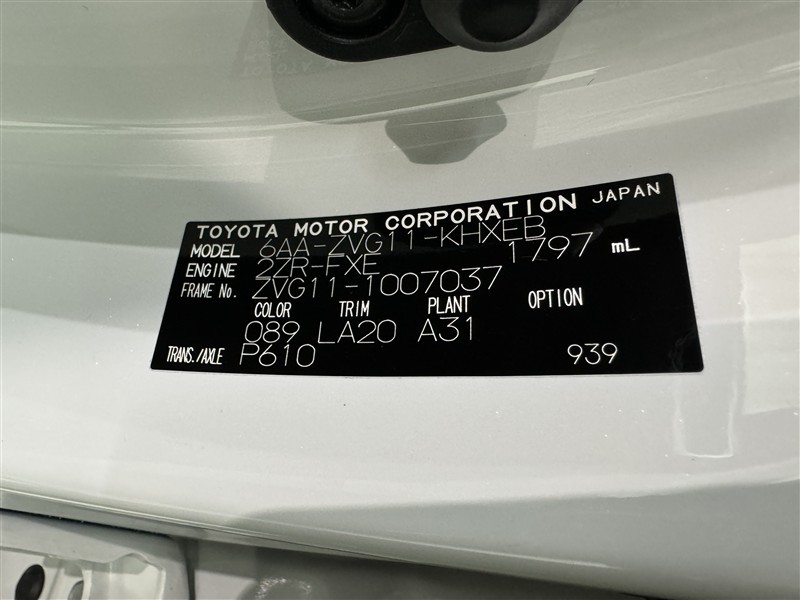 TOYOTA MOTOR CORPORATION JAPAN
MODEL 6AA-ZVG11-KHXEB
ENGINE 2ZR-FXE 1797 mL
FRAME No. ZVG11-1007037
COLOR TRIM PLANT OPTION
089 LA20 A31
TRANS./AXLE P610 939